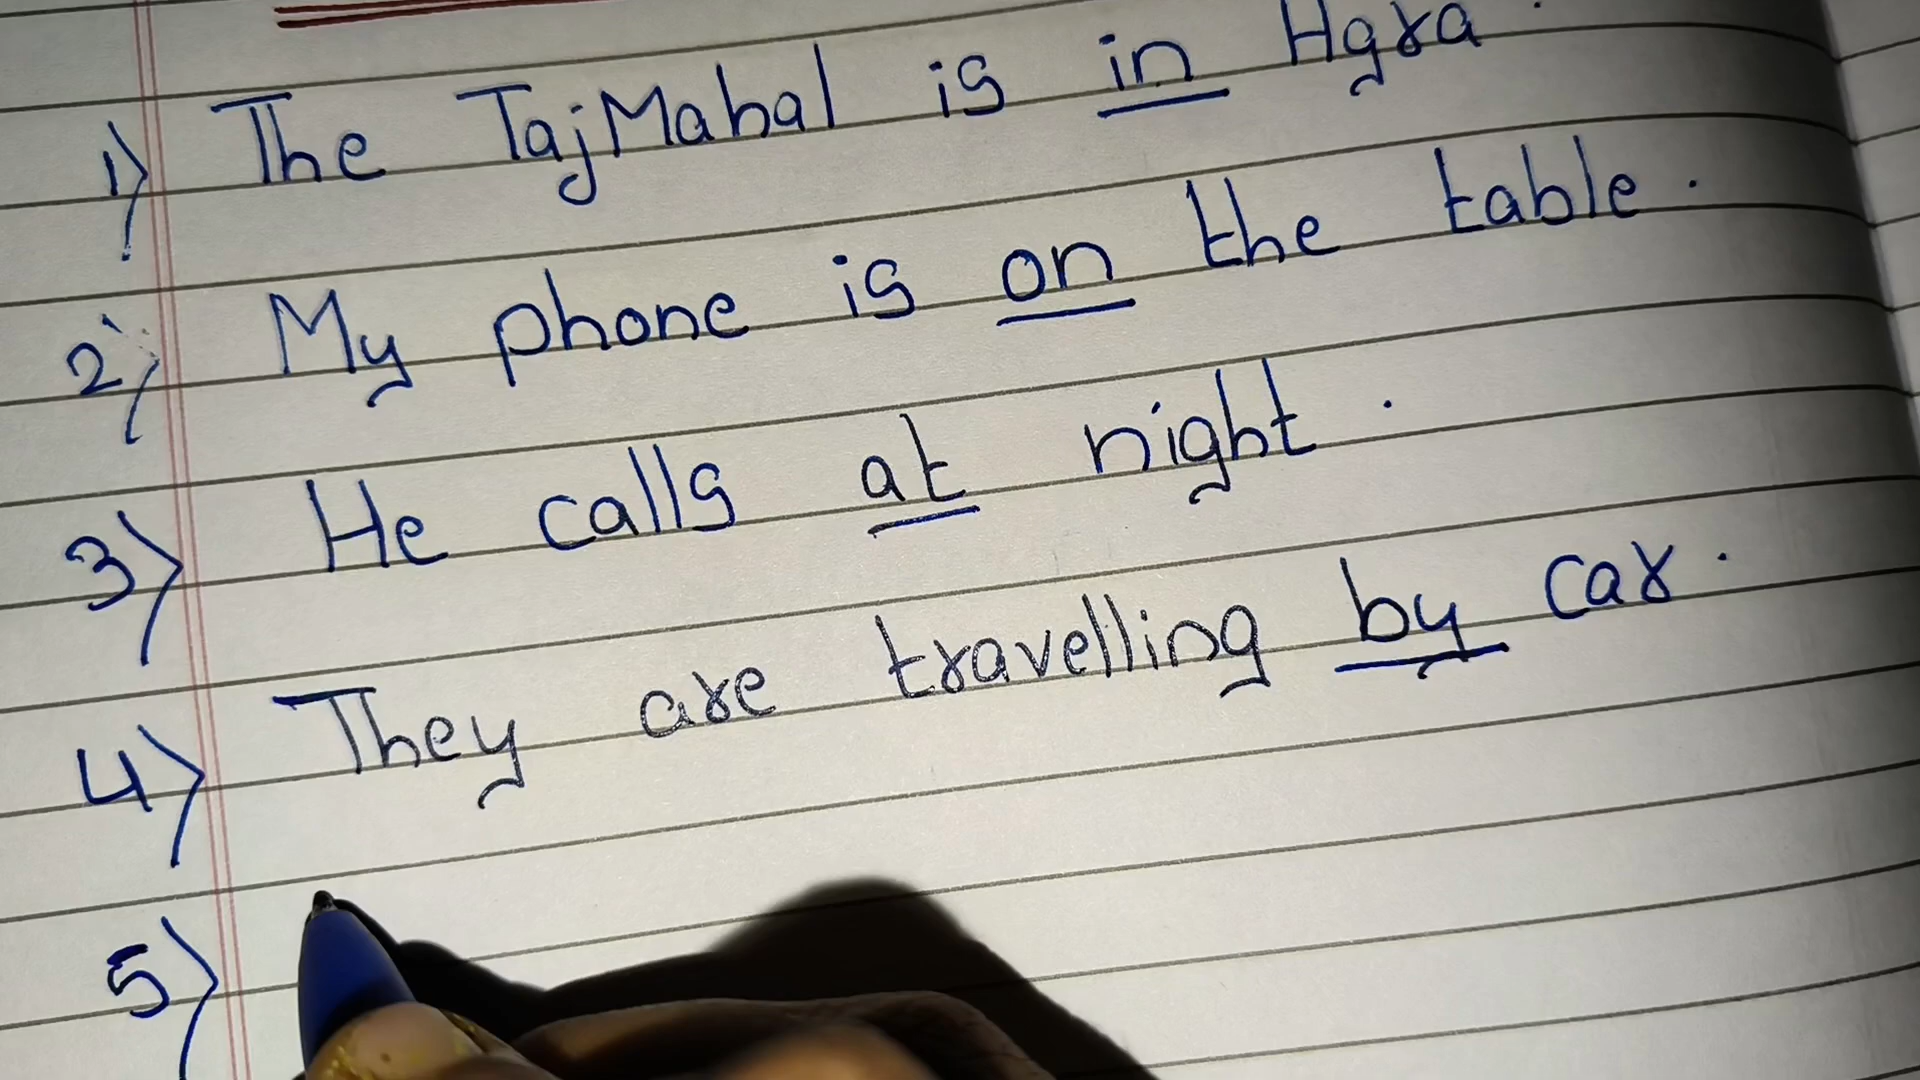 1) The TajMahal is in Agra.
2) My phone is on the table.
3) He calls at night.
4) They are travelling by car.
5)